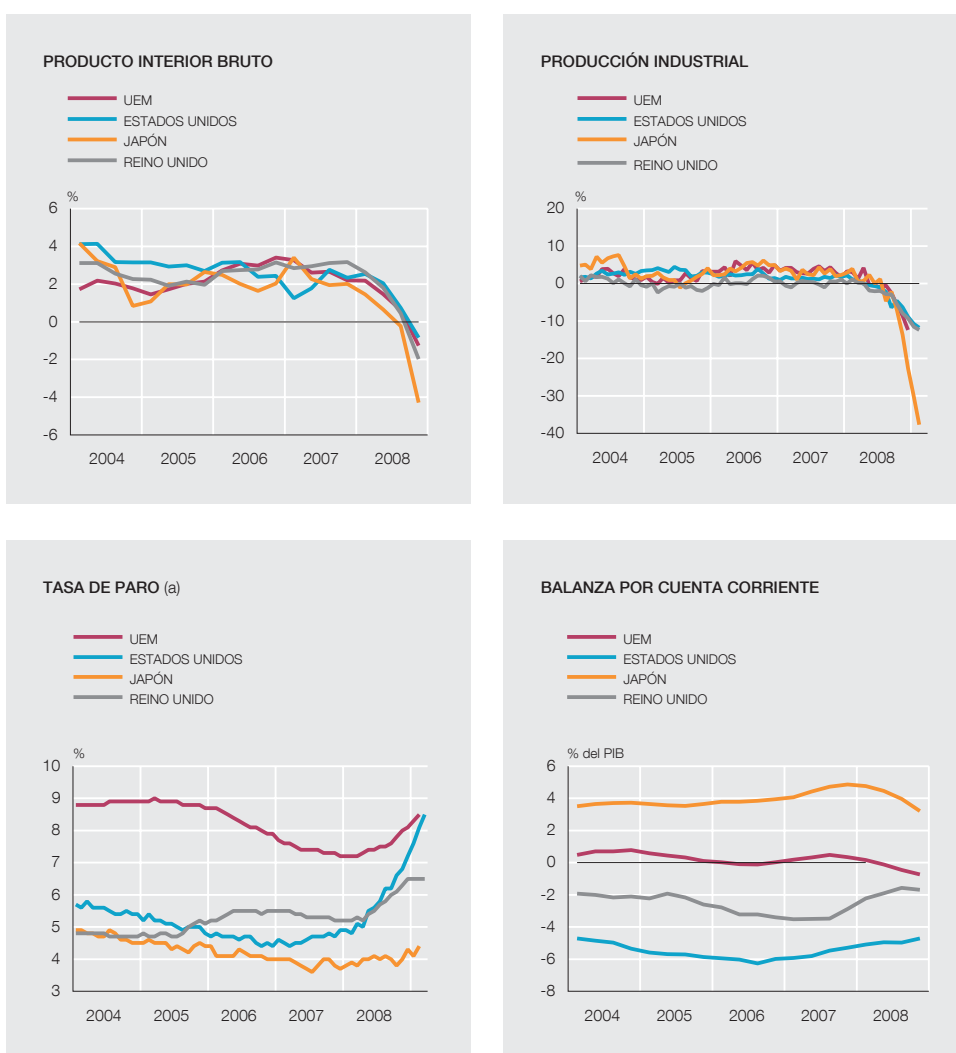 PRODUCTO INTERIOR BRUTO
UEM
ESTADOS UNIDOS
JAPÓN
REINO UNIDO
%
6
4
2
0
-2
-4
-6
2004 2005 2006 2007 2008
PRODUCCIÓN INDUSTRIAL
UEM
ESTADOS UNIDOS
JAPÓN
REINO UNIDO
%
20
10
0
-10
-20
-30
-40
2004 2005 2006 2007 2008
TASA DE PARO (a)
UEM
ESTADOS UNIDOS
JAPÓN
REINO UNIDO
%
10
9
8
7
6
5
4
3
2004 2005 2006 2007 2008
BALANZA POR CUENTA CORRIENTE
UEM
ESTADOS UNIDOS
JAPÓN
REINO UNIDO
% del PIB
6
4
2
0
-2
-4
-6
-8
2004 2005 2006 2007 2008